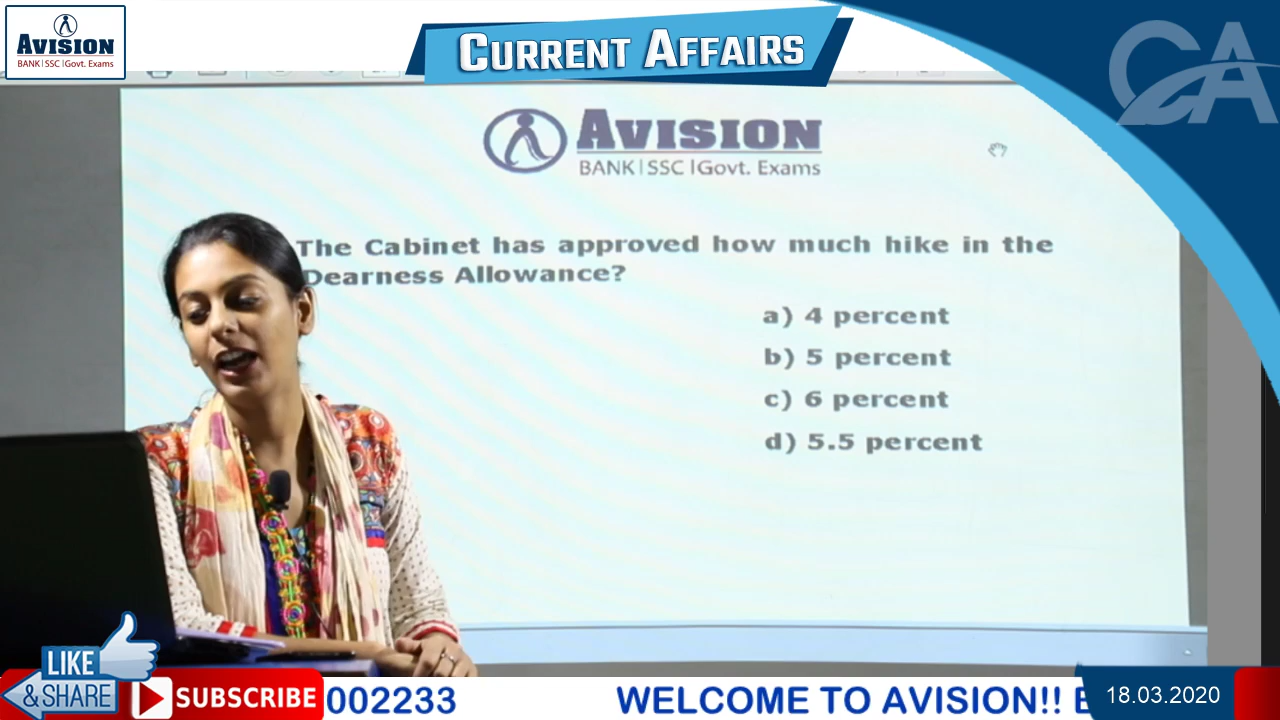 AVISION
BANK|SSC|Govt. Exams
CURRENT AFFAIRS
CA
AVISION
BANK|SSC|Govt. Exams
The Cabinet has approved how much hike in the
Dearness Allowance?
a) 4 percent
b) 5 percent
c) 6 percent
d) 5.5 percent
LIKE
& SHARE
SUBSCRIBE
002233
WELCOME TO AVISION!!
18.03.2020